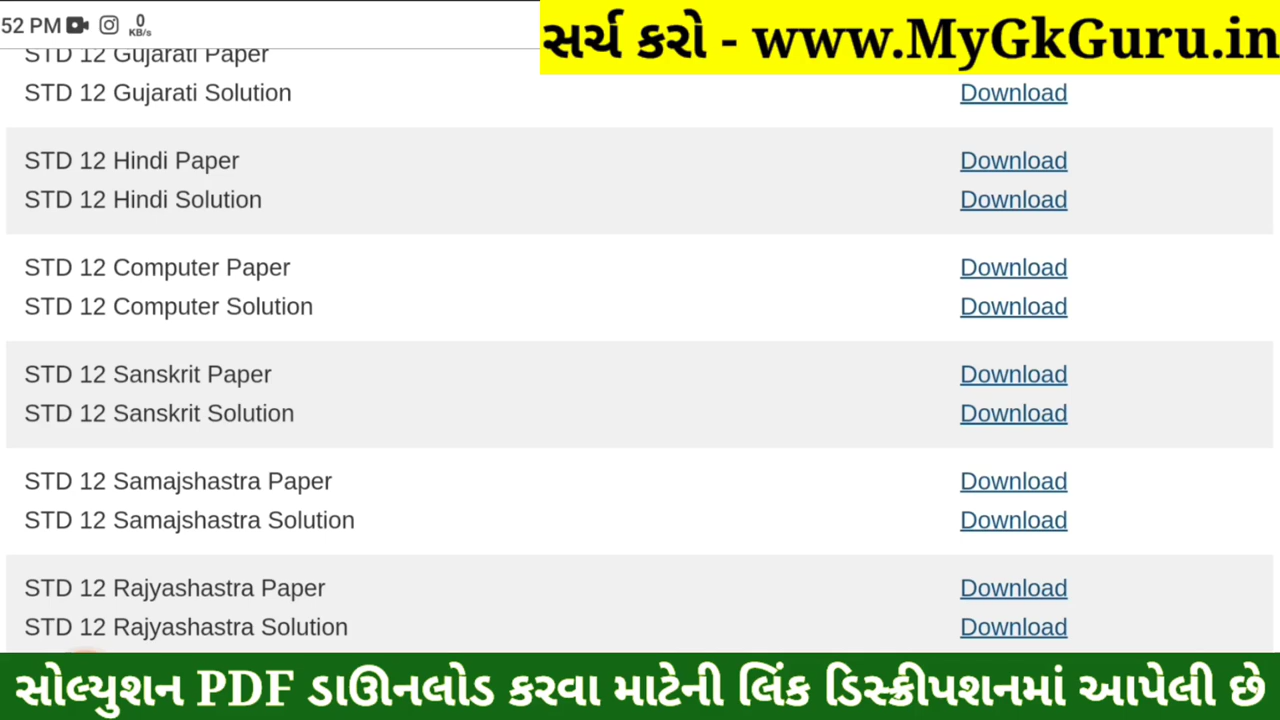 52 PM 0 KB/s
સર્ચ કરો - www.MyGkGuru.in
STD 12 Gujarati Paper
STD 12 Gujarati Solution Download
STD 12 Hindi Paper Download
STD 12 Hindi Solution Download
STD 12 Computer Paper Download
STD 12 Computer Solution Download
STD 12 Sanskrit Paper Download
STD 12 Sanskrit Solution Download
STD 12 Samajshastra Paper Download
STD 12 Samajshastra Solution Download
STD 12 Rajyashastra Paper Download
STD 12 Rajyashastra Solution Download
સોલ્યુશન PDF ડાઊનલોડ કરવા માટેની લિંક ડિસ્ક્રીપશનમાં આપેલી છે